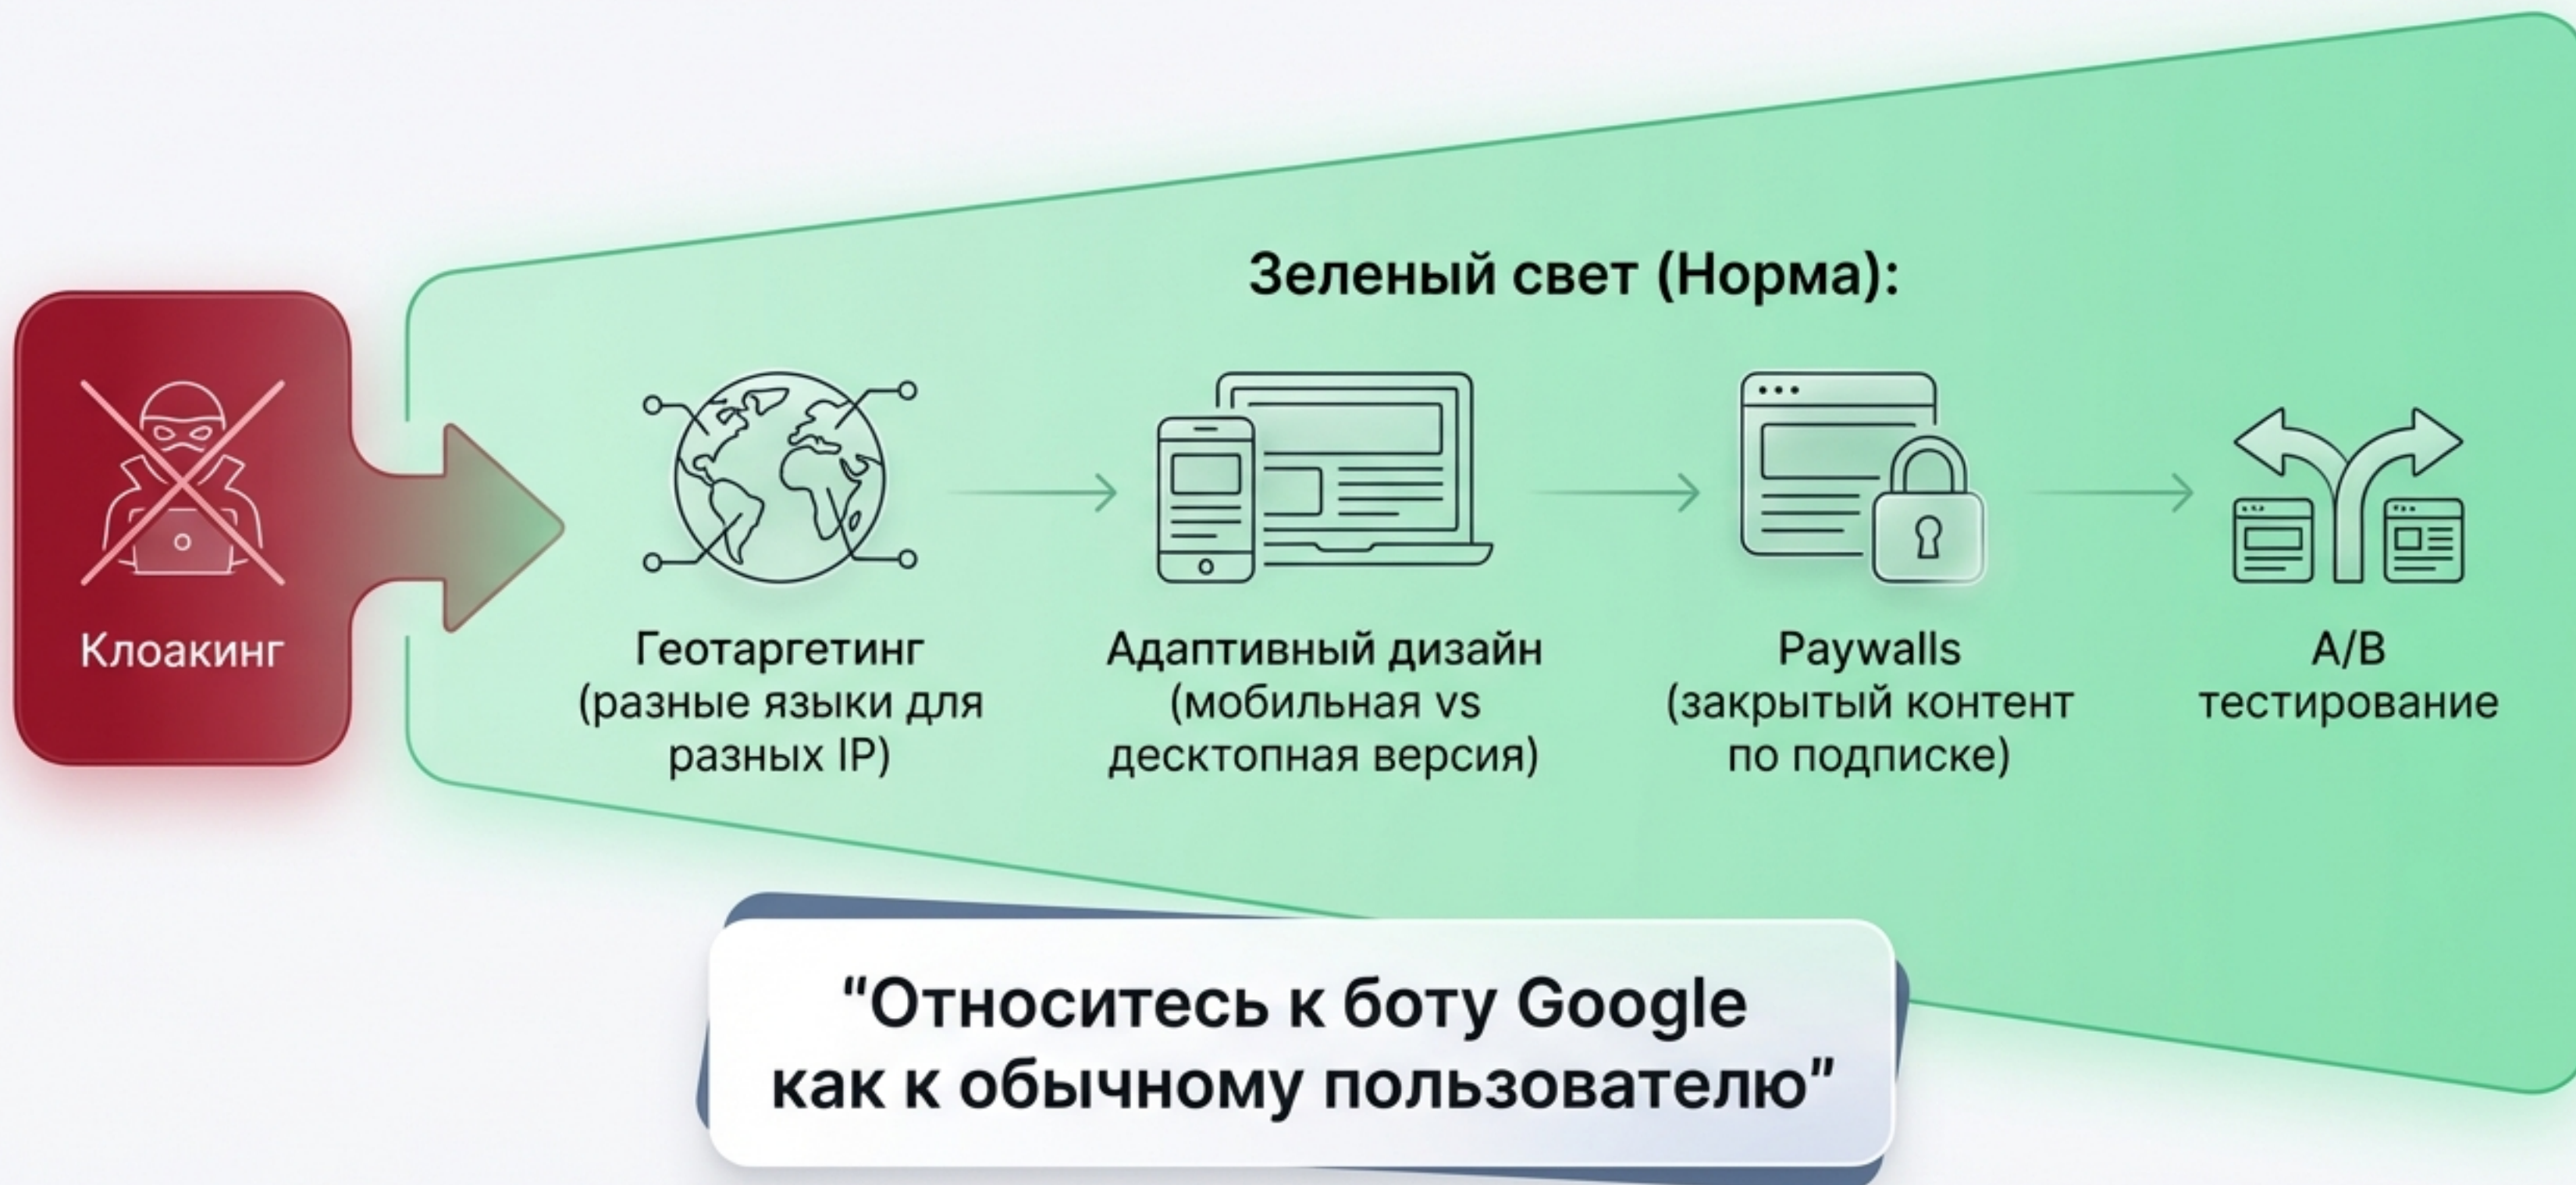 Зеленый свет (Норма):
Клоакинг
Геотаргетинг
(разные языки для
разных IP)
Адаптивный дизайн
(мобильная vs
десктопная версия)
Paywalls
(закрытый контент
по подписке)
A/B
тестирование
"Относитесь к боту Google
как к обычному пользователю"